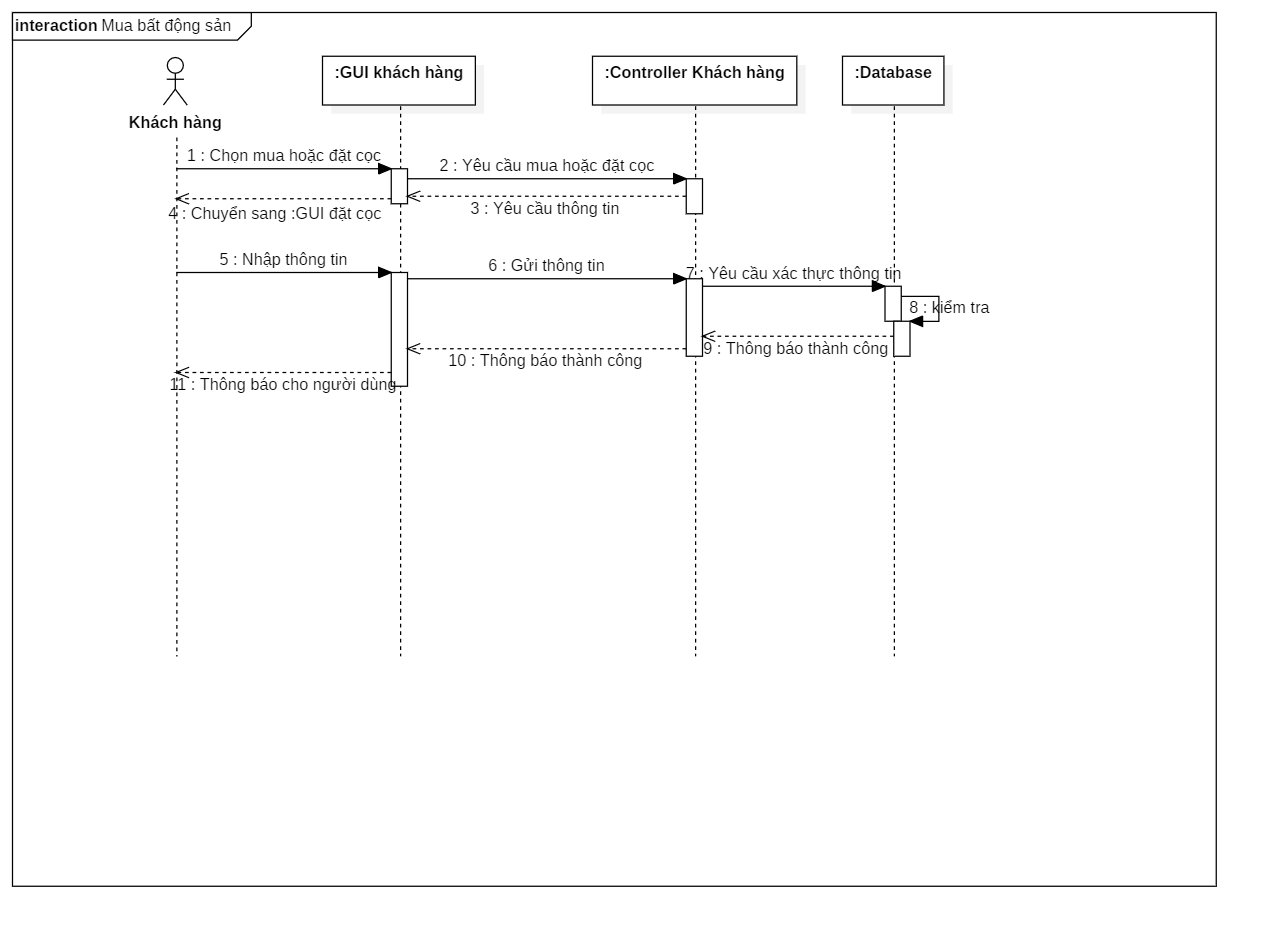 interaction Mua bất động sản
:GUI khách hàng
:Controller Khách hàng
:Database
Khách hàng
1 : Chọn mua hoặc đặt cọc
2 : Yêu cầu mua hoặc đặt cọc
3 : Yêu cầu thông tin
4 : Chuyển sang :GUI đặt cọc
5 : Nhập thông tin
6 : Gửi thông tin
7 : Yêu cầu xác thực thông tin
8 : kiểm tra
9 : Thông báo thành công
10 : Thông báo thành công
11 : Thông báo cho người dùng